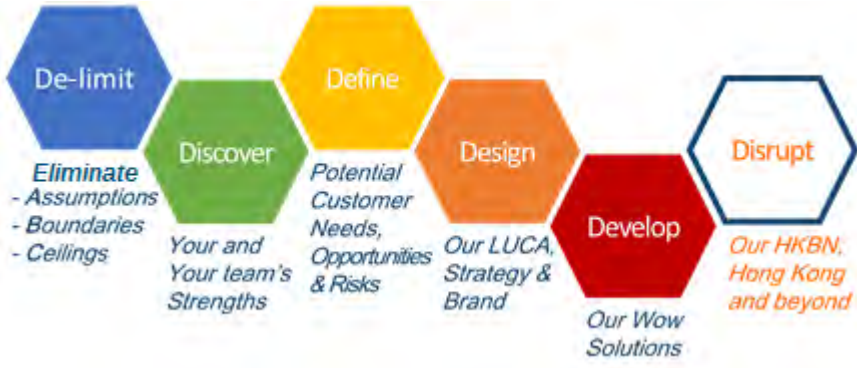 De-limit
Eliminate
- Assumptions
- Boundaries
- Ceilings
Discover
Your and
Your team's
Strengths
Define
Potential
Customer
Needs,
Opportunities
& Risks
Design
Our LUCA,
Strategy &
Brand
Develop
Our Wow
Solutions
Disrupt
Our HKBN,
Hong Kong
and beyond